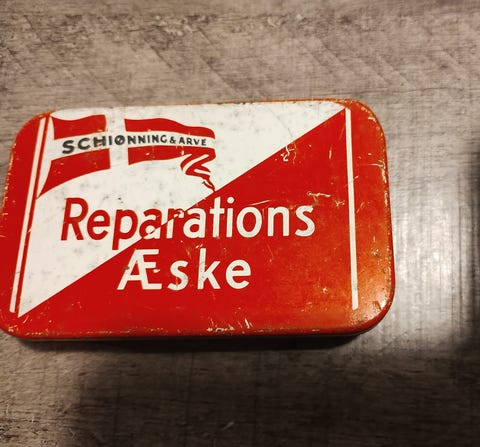 SCHIØNNING & ARVE
Reparations
Æske